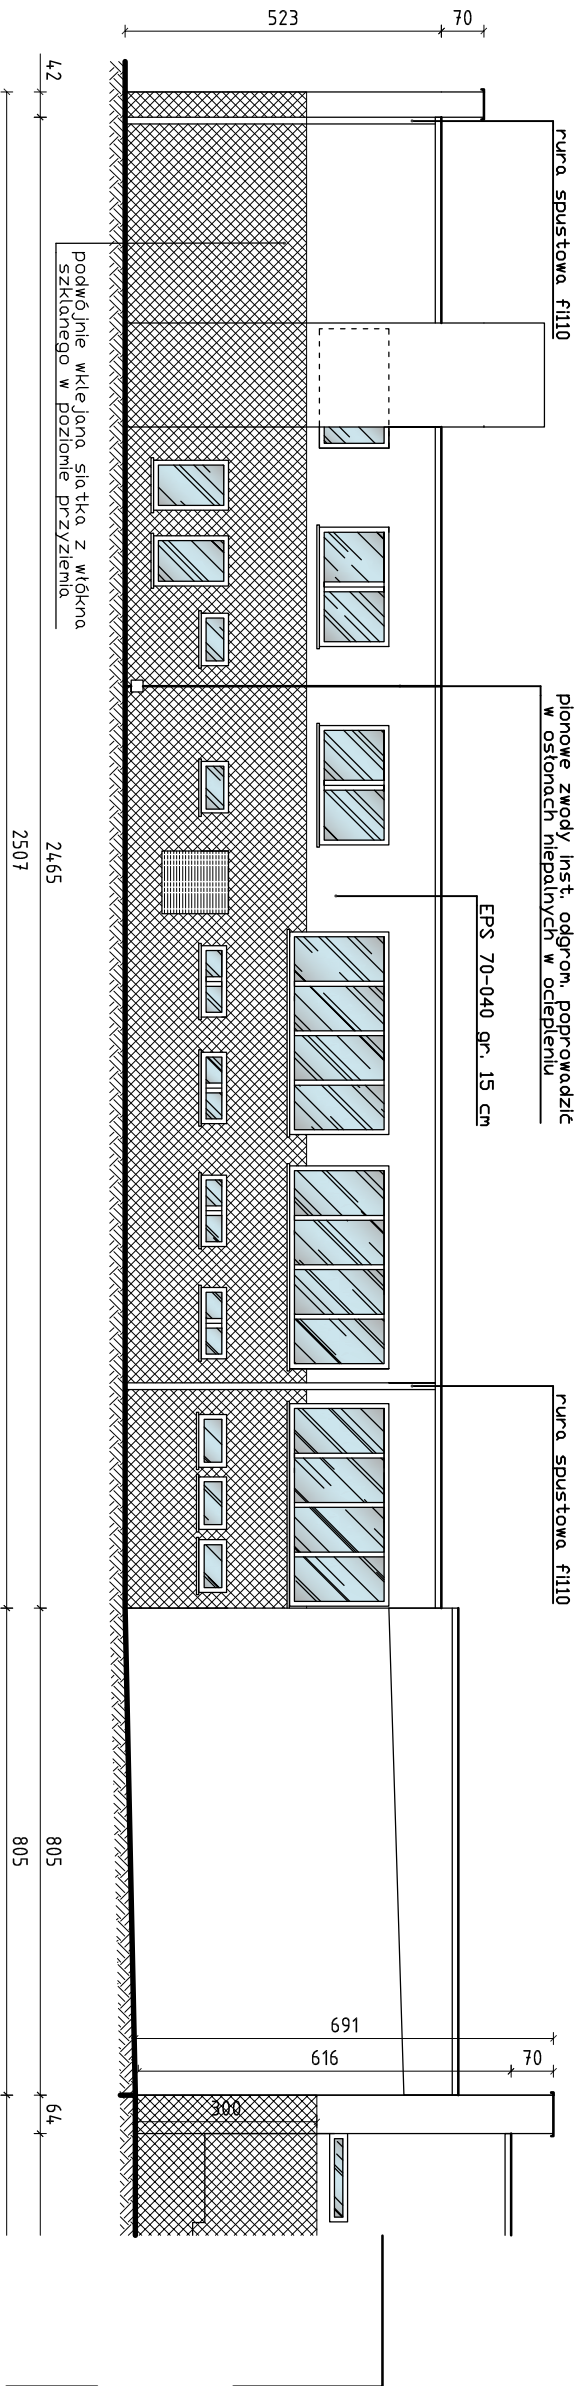 523
70
42
rura spustowa fi110
podwójnie wklejana siatka z włókna
szklanego w poziomie przyziemia
pionowe zwody inst. odgrom. poprowadzić
w osłonach niepalnych w ociepleniu
EPS 70-040 gr. 15 cm
2465
2507
rura spustowa fi110
805
805
691
616
70
300
64